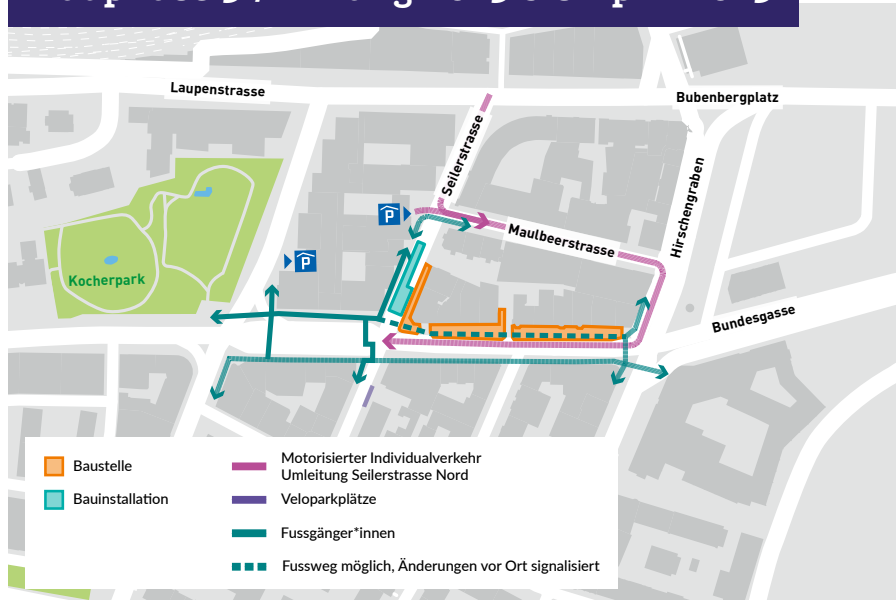 Laupenstrasse
Bubenbergplatz
Seilerstrasse
Hirschengraben
P
Maulbeerstrasse
P
Kocherpark
Bundesgasse
Baustelle
Bauinstallation
Motorisierter Individualverkehr
Umleitung Seilerstrasse Nord
Veloparkplätze
Fussgänger*innen
Fussweg möglich, Änderungen vor Ort signalisiert